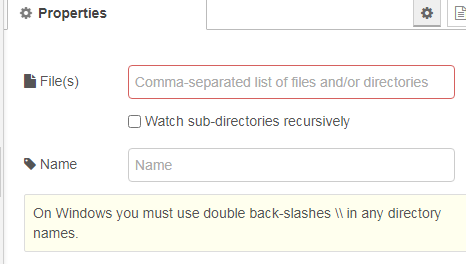 Properties
File(s)
Comma-separated list of files and/or directories
Watch sub-directories recursively
Name
Name
On Windows you must use double back-slashes \\ in any directory
names.